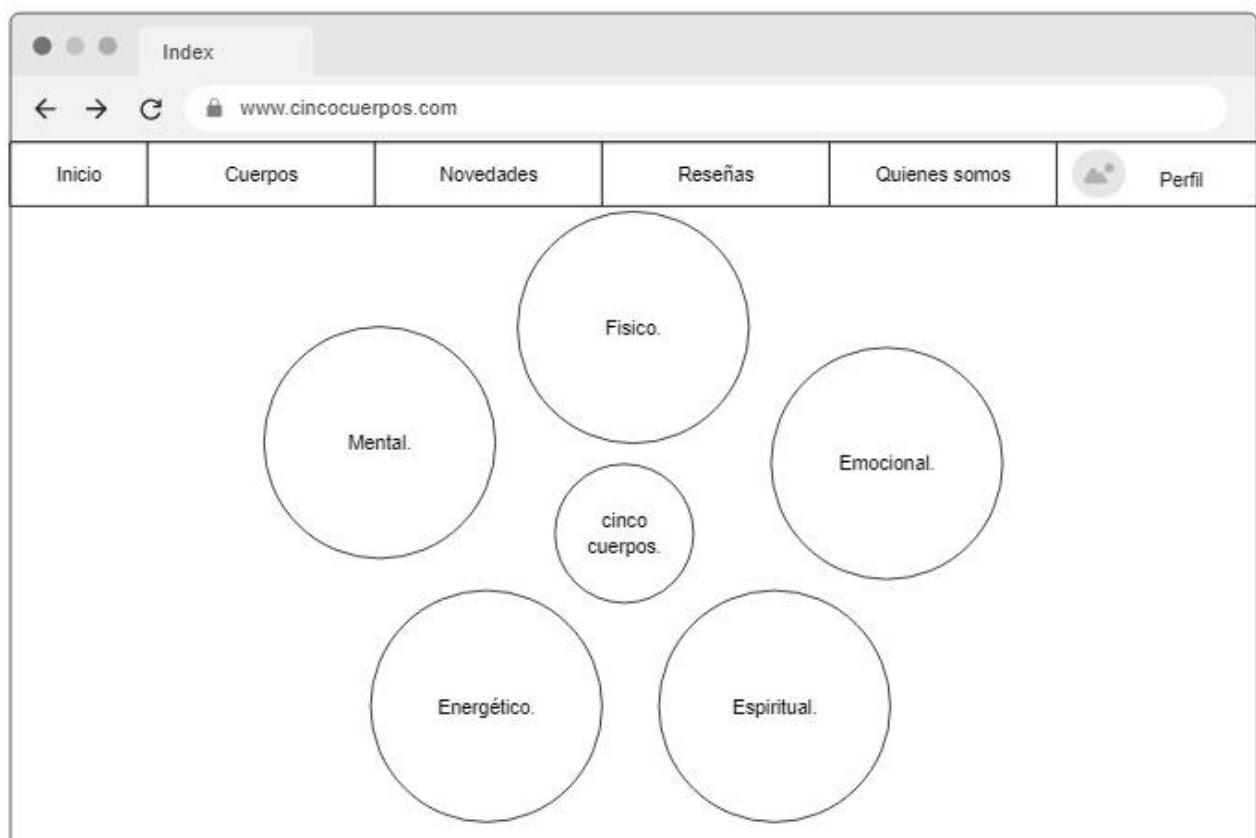 Index
www.cincocuerpos.com
Inicio
Cuerpos
Novedades
Reseñas
Quienes somos
Perfil
Fisico.
Mental.
Emocional.
cinco
cuerpos.
Energético.
Espiritual.